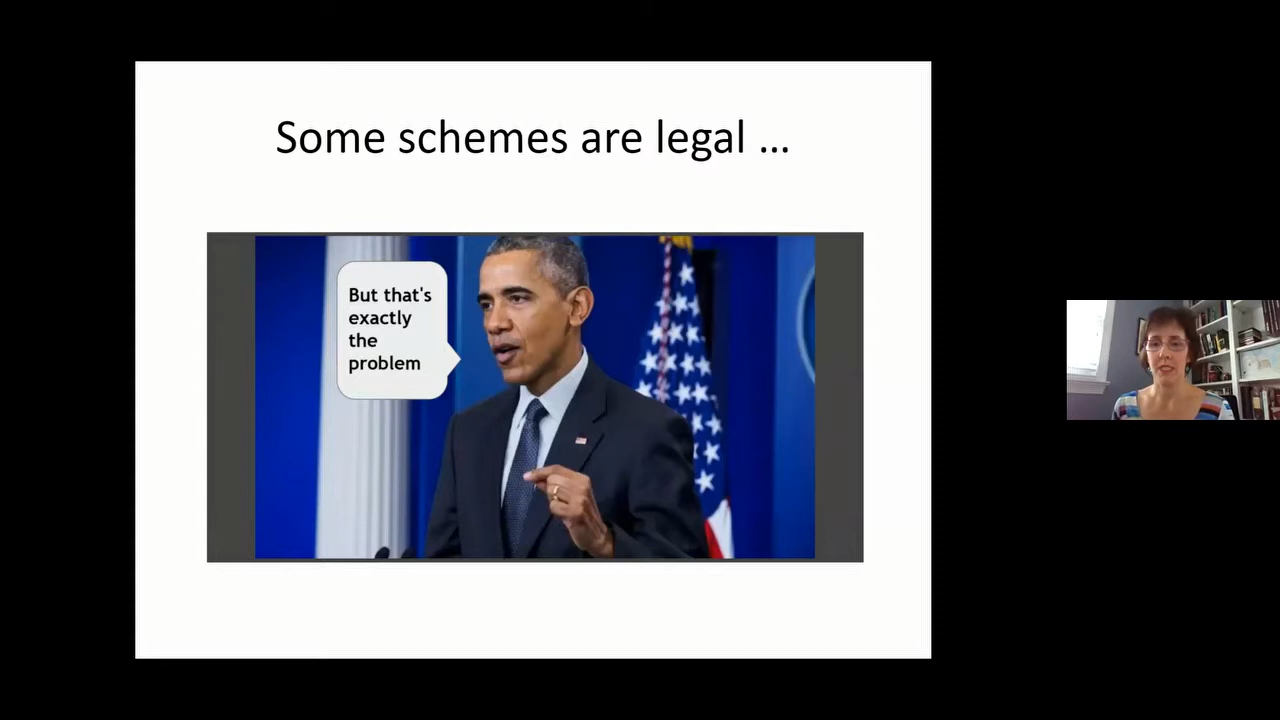 Some schemes are legal ...
But that's
exactly
the
problem